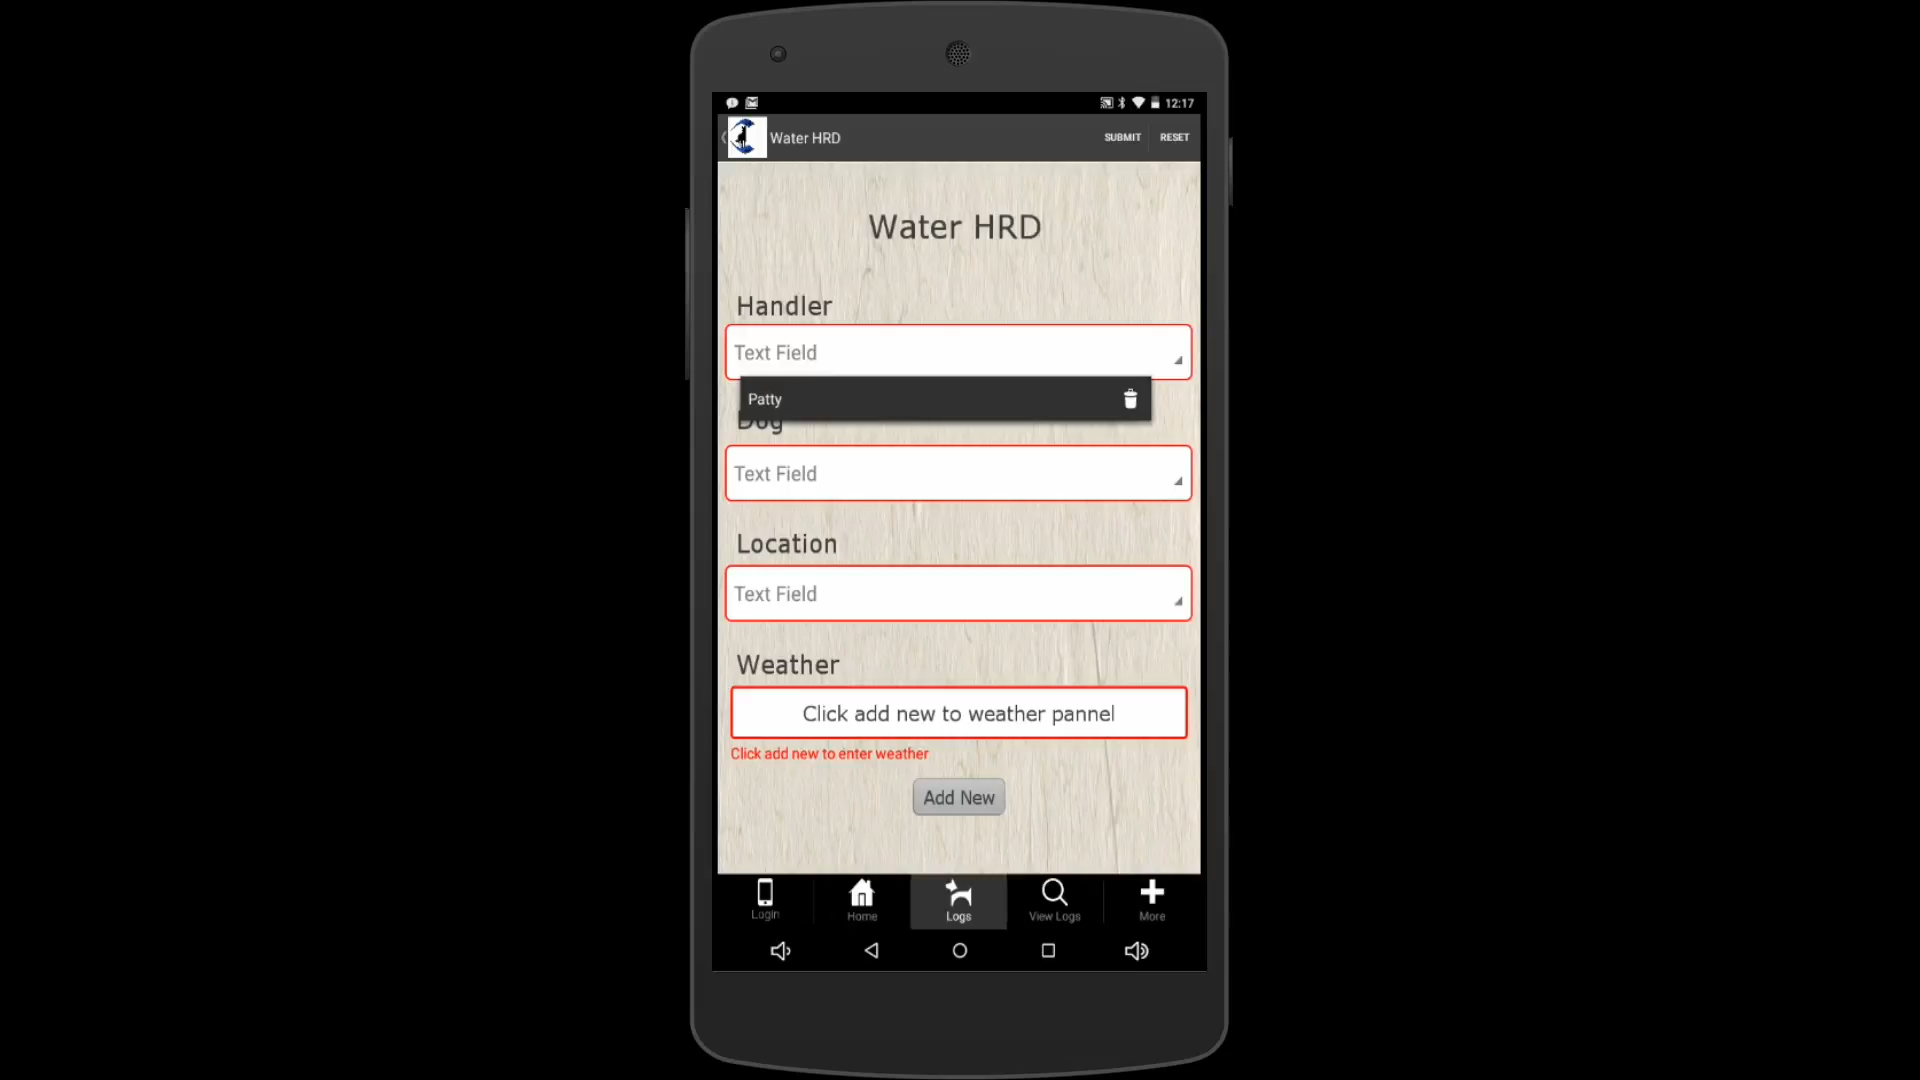 12:17
Water HRD
SUBMIT
RESET
Water HRD
Handler
Text Field
Patty
Dog
Text Field
Location
Text Field
Weather
Click add new to weather pannel
Click add new to enter weather
Add New
Login
Home
Logs
View Logs
More